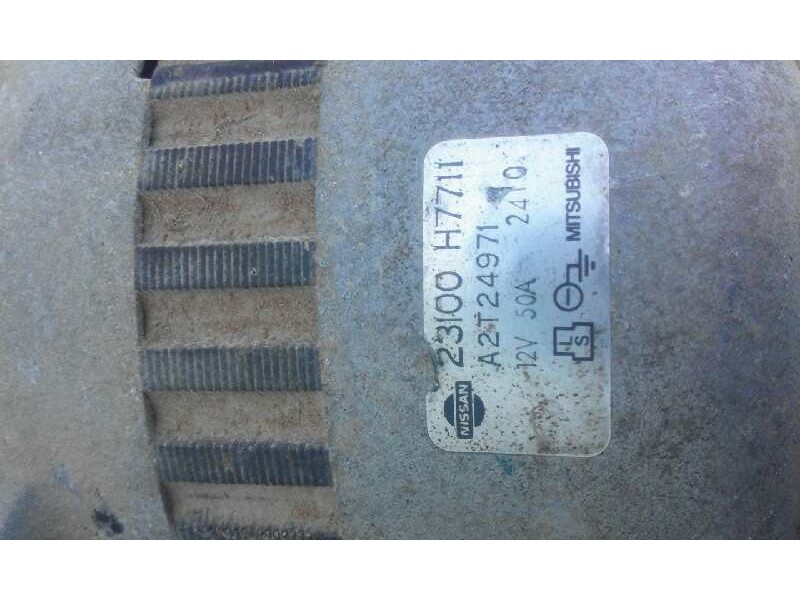 NISSAN
23100 H7711
A2T24971
12V 50A 2410
L
S
MITSUBISHI